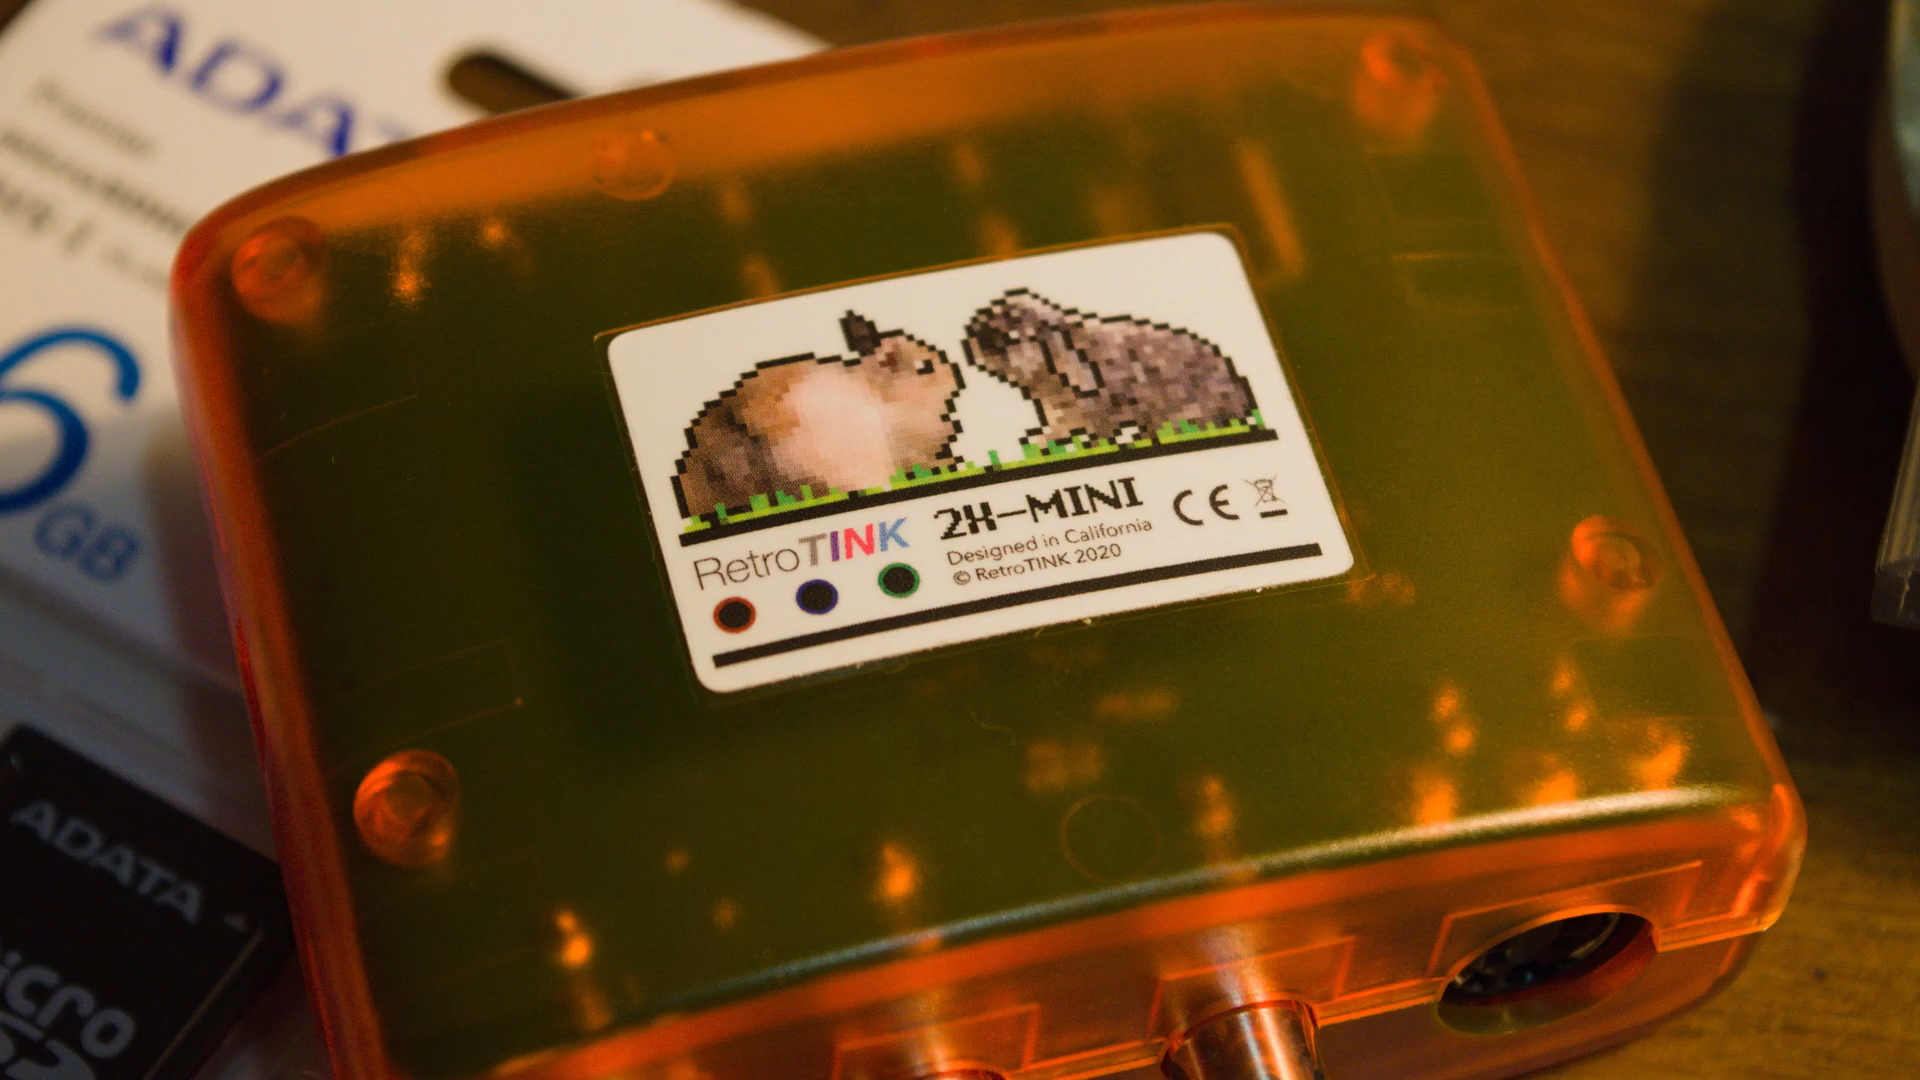 ADATA
6
GB
RetroTINK 2X-MINI CE
Designed in California
© RetroTINK 2020
ADATA
micro